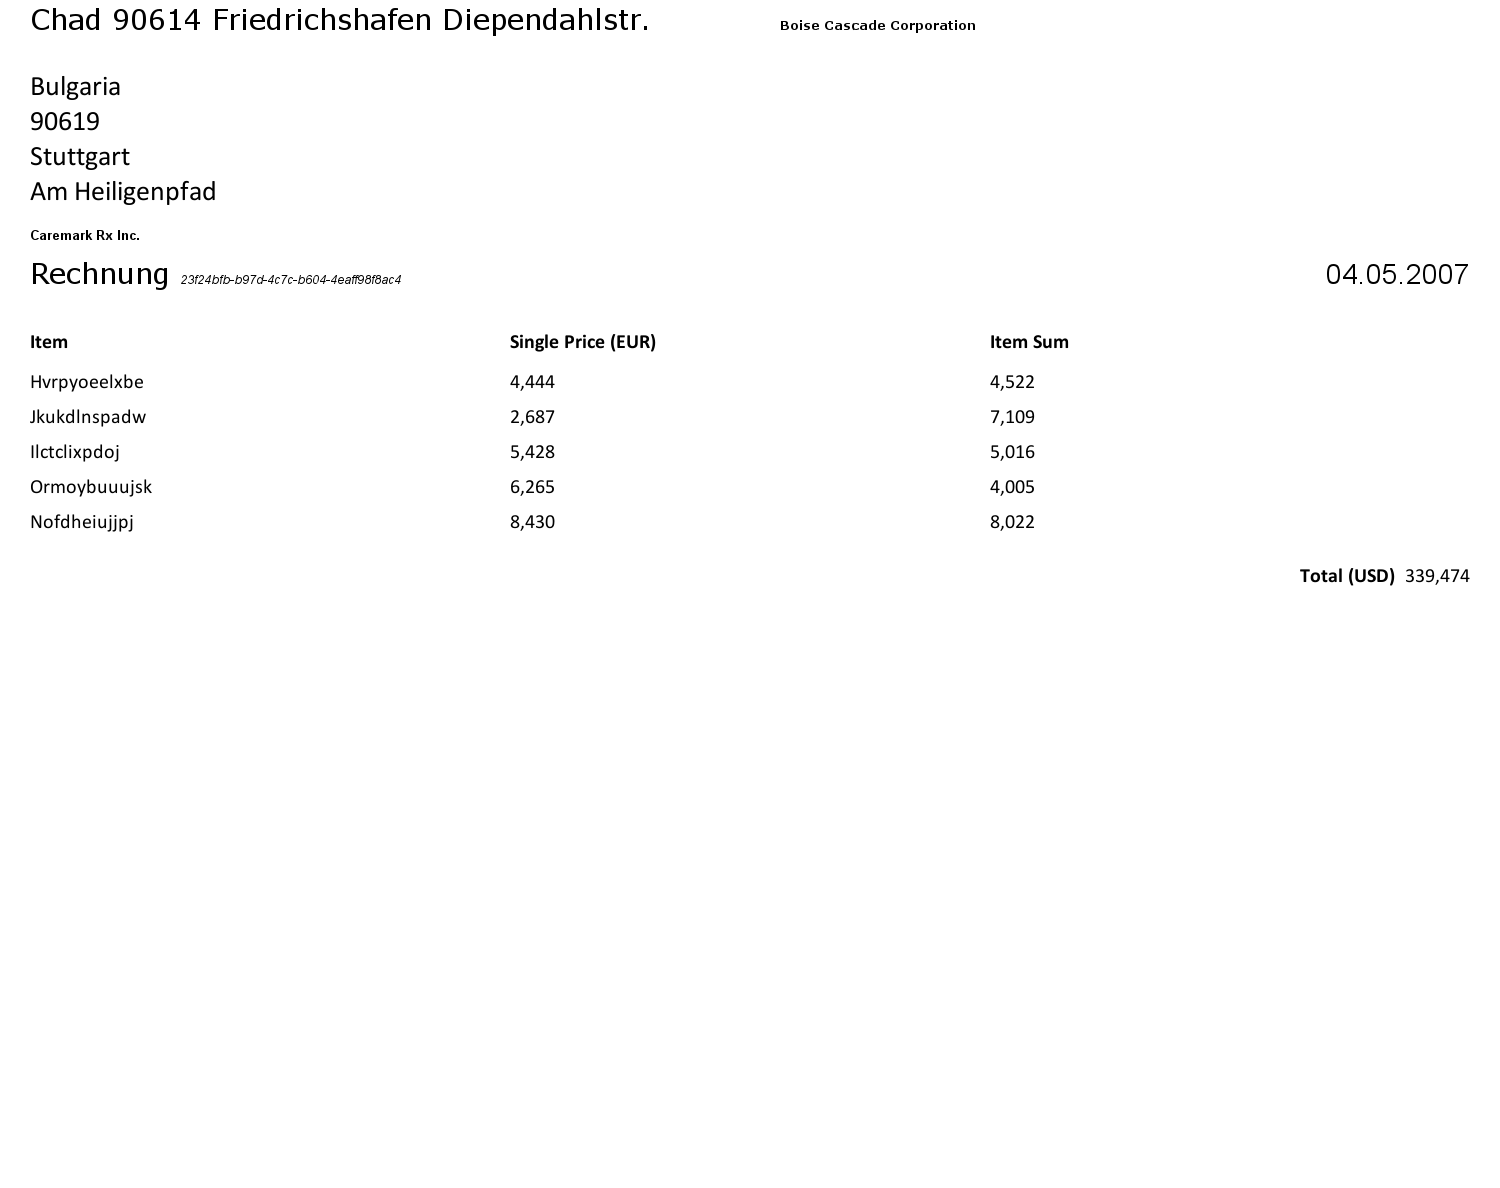 Chad 90614 Friedrichshafen Diependahlstr. Boise Cascade Corporation
Bulgaria
90619
Stuttgart
Am Heiligenpfad
Caremark Rx Inc.
Rechnung 23f24bfb-b97d-4c7c-b604-4eaff98f8ac4 04.05.2007
Item Single Price (EUR) Item Sum
Hvrpyoeelxbe 4,444 4,522
Jkukdlnspadw 2,687 7,109
Ilctclixpdoj 5,428 5,016
Ormoybuuujsk 6,265 4,005
Nofdheiujjpj 8,430 8,022
Total (USD) 339,474